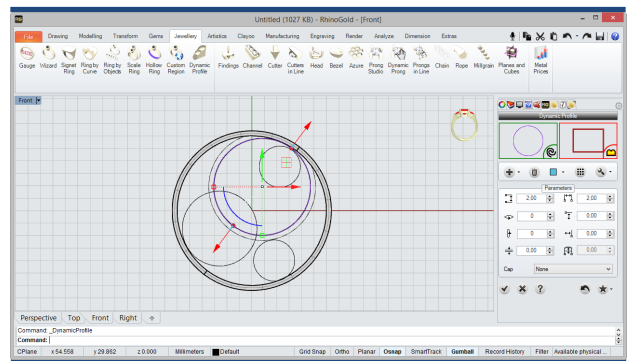 Untitled (1027 KB) - RhinoGold - [Front]
File Drawing Modelling Transform Gems Jewellery Artistics Clayoo Manufacturing Engraving Render Analyze Dimension Extras
Gauge Wizard Signet Ring Ring by Curve Ring by Objects Scale Ring Hollow Ring Custom Region Dynamic Profile Findings Channel Cutter Cutters in Line Head Bezel Azure Prong Studio Dynamic Prong Prongs in Line Chain Rope Millgrain Planes and Cubes Metal Prices
Front
Dynamic Profile
Parameters
2.00 2.00
0 0.00
0 0.00
0.00 0.00
Cap None
Perspective Top Front Right
Command: _DynamicProfile
Command:
CPlane x 54.558 y 29.862 z 0.000 Millimeters Default Grid Snap Ortho Planar Osnap SmartTrack Gumball Record History Filter Available physical ...